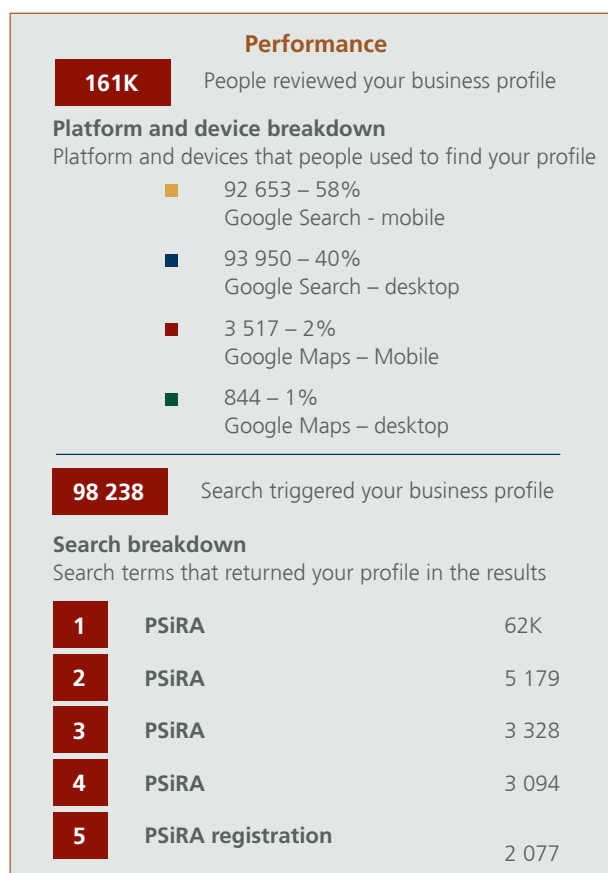 Performance
161K People reviewed your business profile
Platform and device breakdown
Platform and devices that people used to find your profile
92 653 – 58%
Google Search - mobile
93 950 – 40%
Google Search – desktop
3 517 – 2%
Google Maps – Mobile
844 – 1%
Google Maps – desktop
98 238 Search triggered your business profile
Search breakdown
Search terms that returned your profile in the results
1 PSiRA 62K
2 PSiRA 5 179
3 PSiRA 3 328
4 PSiRA 3 094
5 PSiRA registration 2 077